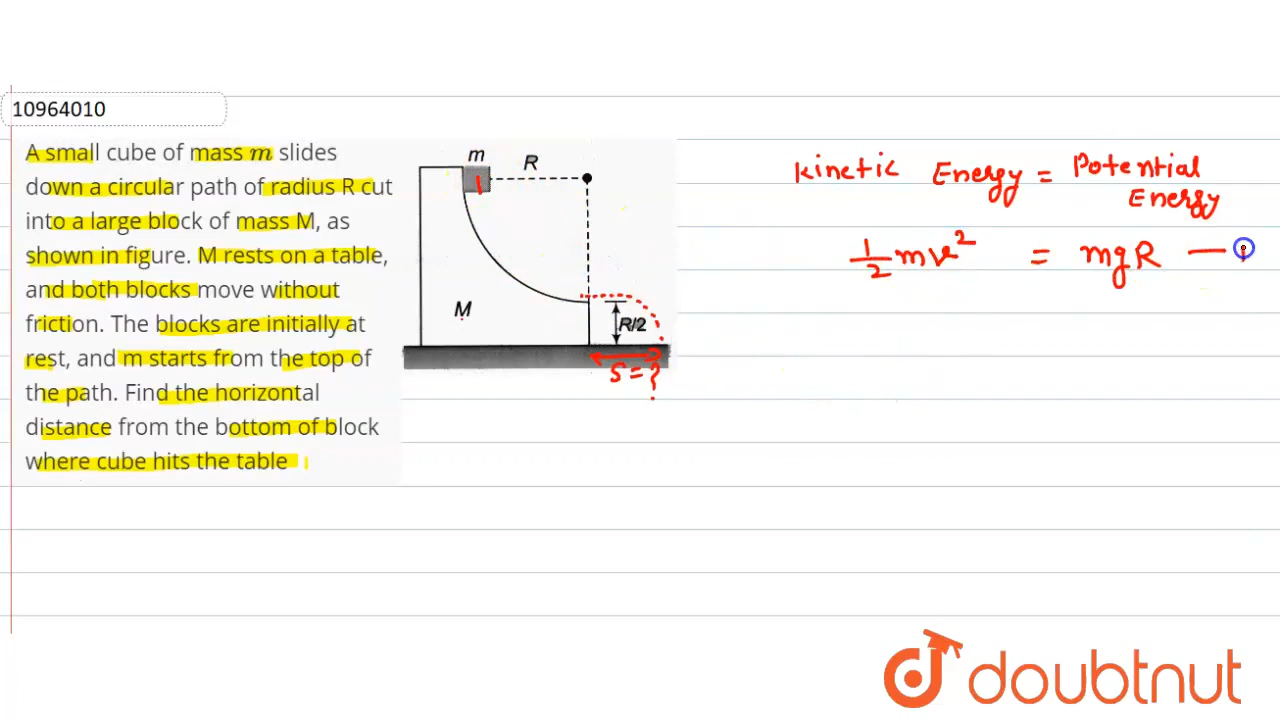 10964010
A small cube of mass m slides
down a circular path of radius R cut
into a large block of mass M, as
shown in figure. M rests on a table,
and both blocks move without
friction. The blocks are initially at
rest, and m starts from the top of
the path. Find the horizontal
distance from the bottom of block
where cube hits the table
m
R
M
R/2
S=?
Kinetic Energy = Potential
Energy
1/2 mv² = mgR —
doubtnut